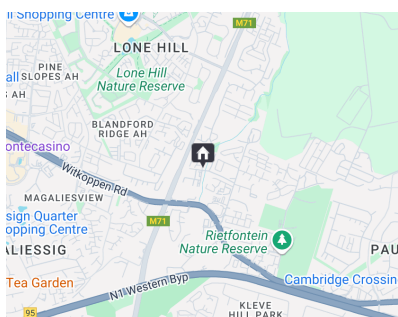 ll Shopping Centre
M71
LONE HILL
PINE
SLOPES AH
all
Lone Hill
Nature Reserve
S AH
BLANDFORD
RIDGE AH
ontecasino
Witkoppen Rd
MAGALIESVIEW
sign Quarter
opping Centre
M71
ALIESSIG
Rietfontein
Nature Reserve
PAU
Tea Garden
N1 Western Byp
Cambridge Crossin
95
KLEVE
HILL PARK